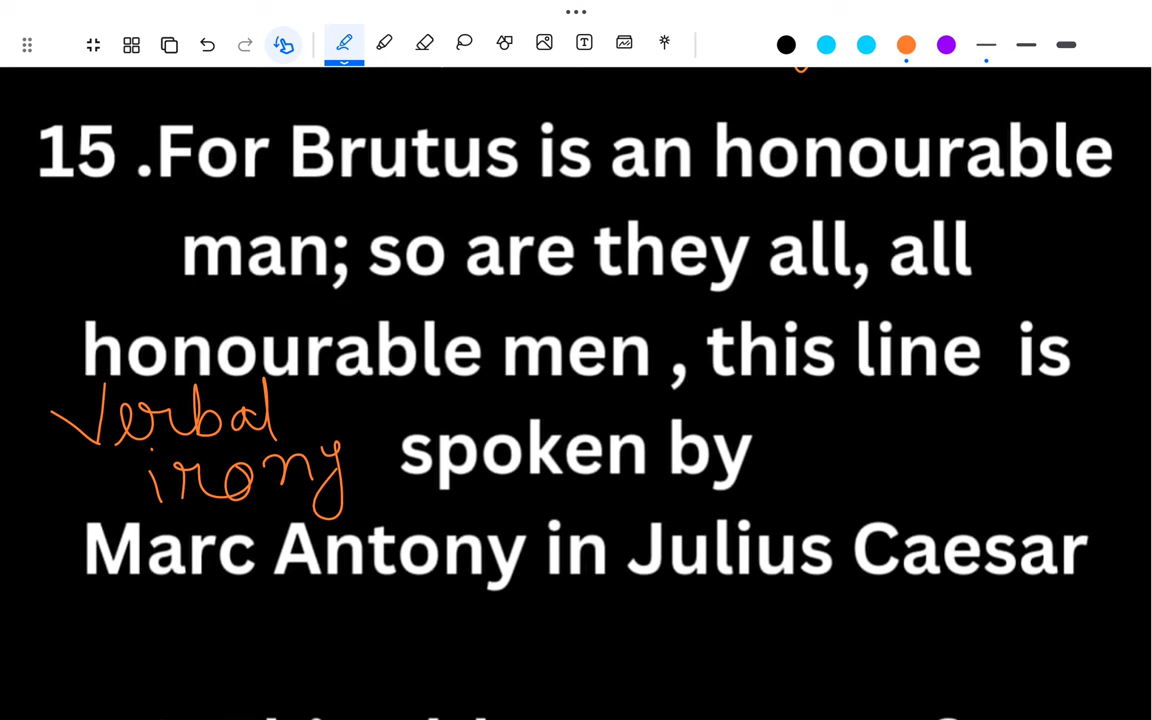 15 .For Brutus is an honourable
man; so are they all, all
honourable men , this line  is
verbal
irony
spoken by
Marc Antony in Julius Caesar